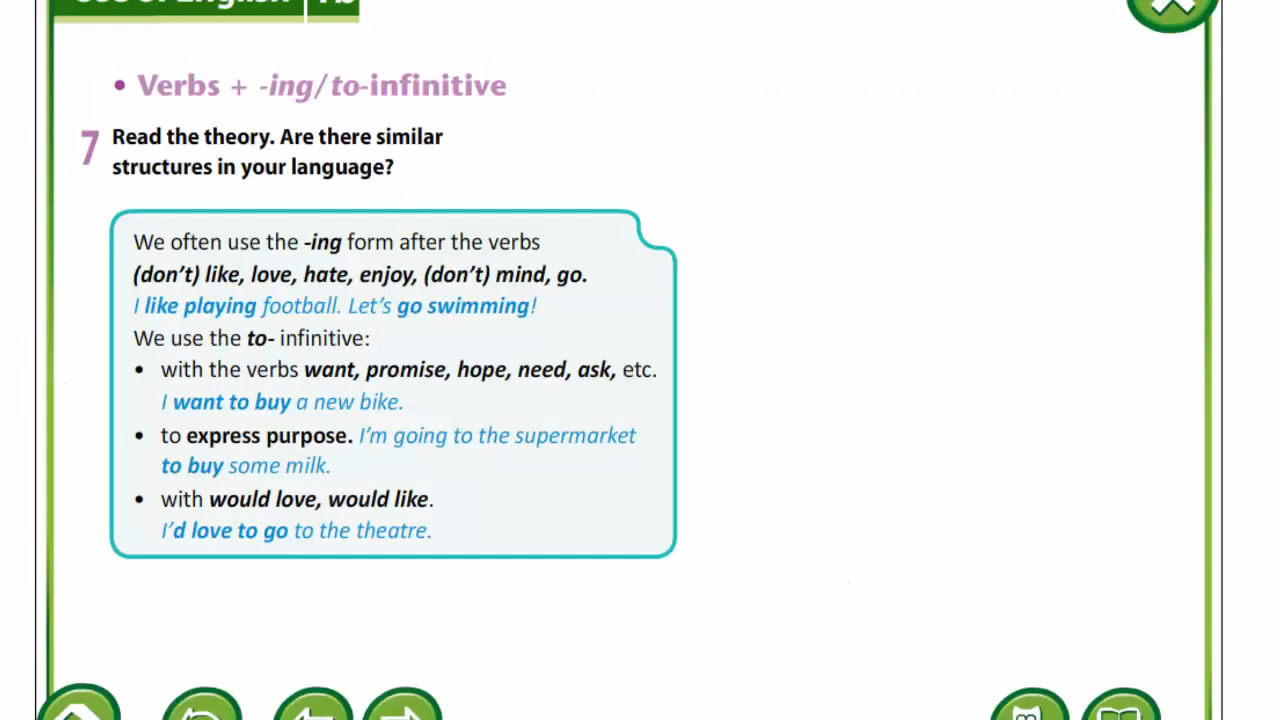 Use of English
• Verbs + -ing/to-infinitive
7 Read the theory. Are there similar
structures in your language?
We often use the -ing form after the verbs
(don't) like, love, hate, enjoy, (don't) mind, go.
I like playing football. Let's go swimming!
We use the to- infinitive:
• with the verbs want, promise, hope, need, ask, etc.
I want to buy a new bike.
• to express purpose. I'm going to the supermarket
to buy some milk.
• with would love, would like.
I'd love to go to the theatre.